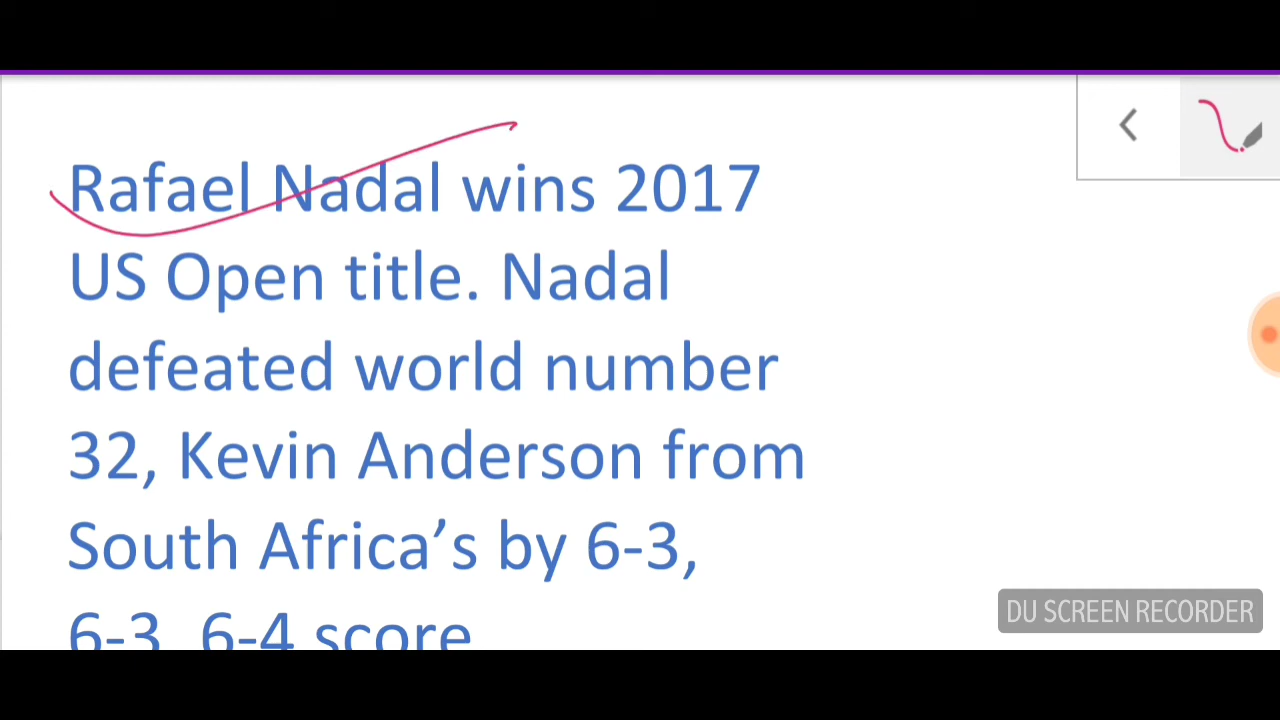 Rafael Nadal wins 2017
US Open title. Nadal
defeated world number
32, Kevin Anderson from
South Africa’s by 6-3,
6-3, 6-4 score
DU SCREEN RECORDER